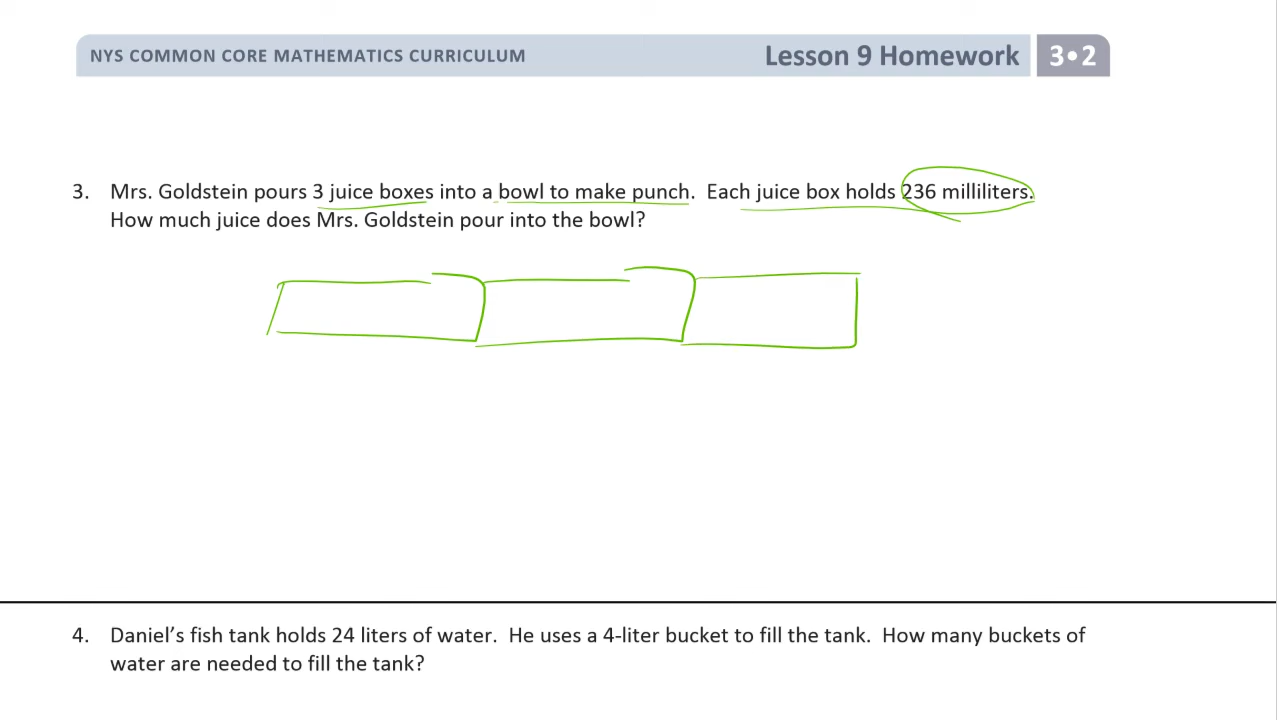 NYS COMMON CORE MATHEMATICS CURRICULUM Lesson 9 Homework 3•2
3. Mrs. Goldstein pours 3 juice boxes into a bowl to make punch. Each juice box holds 236 milliliters.
How much juice does Mrs. Goldstein pour into the bowl?
4. Daniel’s fish tank holds 24 liters of water. He uses a 4-liter bucket to fill the tank. How many buckets of
water are needed to fill the tank?